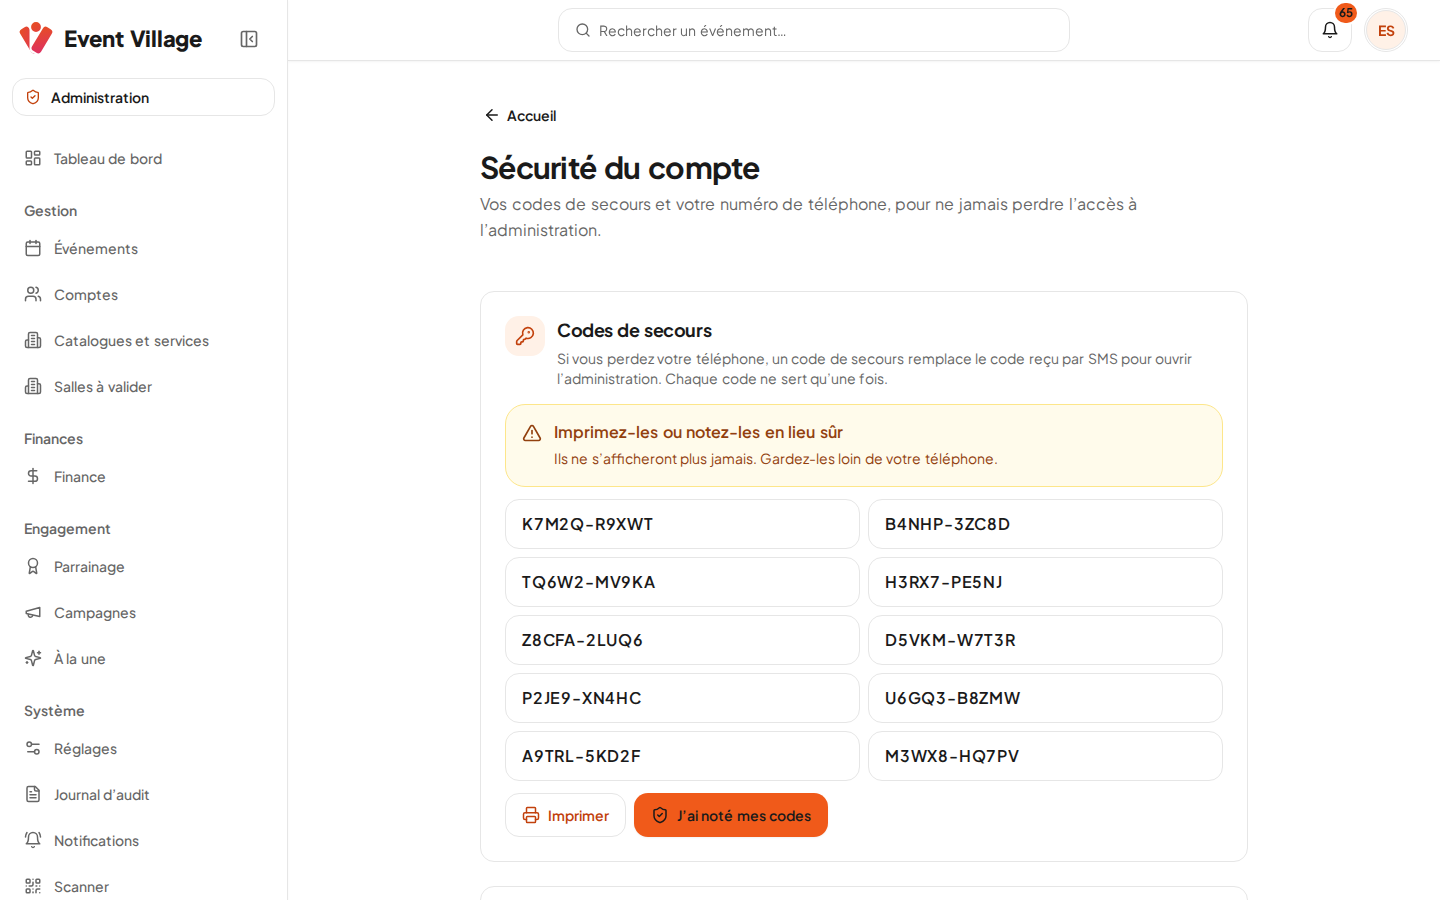 Event Village
Administration
Tableau de bord
Gestion
Événements
Comptes
Catalogues et services
Salles à valider
Finances
Finance
Engagement
Parrainage
Campagnes
À la une
Système
Réglages
Journal d’audit
Notifications
Scanner
Rechercher un événement…
65
ES
Accueil
Sécurité du compte
Vos codes de secours et votre numéro de téléphone, pour ne jamais perdre l’accès à
l’administration.
Codes de secours
Si vous perdez votre téléphone, un code de secours remplace le code reçu par SMS pour ouvrir
l’administration. Chaque code ne sert qu’une fois.
Imprimez-les ou notez-les en lieu sûr
Ils ne s’afficheront plus jamais. Gardez-les loin de votre téléphone.
K7M2Q-R9XWT
B4NHP-3ZC8D
TQ6W2-MV9KA
H3RX7-PE5NJ
Z8CFA-2LUQ6
D5VKM-W7T3R
P2JE9-XN4HC
U6GQ3-B8ZMW
A9TRL-5KD2F
M3WX8-HQ7PV
Imprimer
J’ai noté mes codes